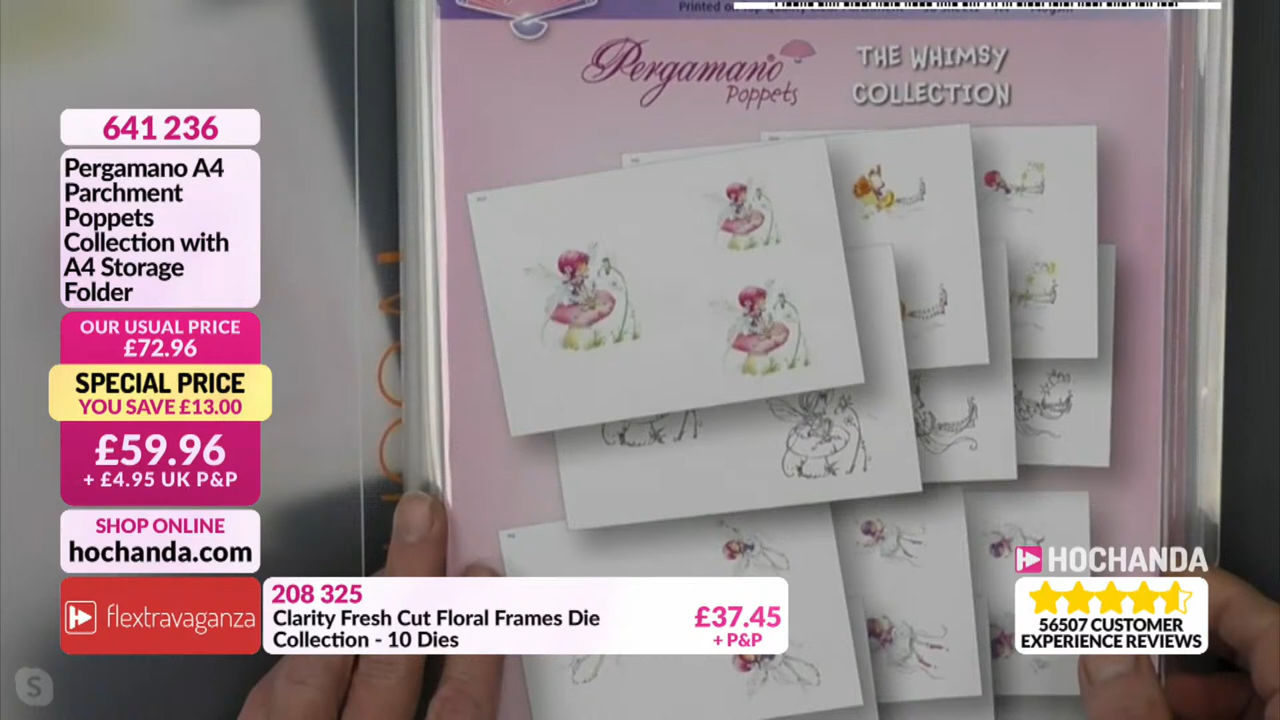 Printed on
Pergamano
Poppets
THE WHIMSY
COLLECTION
641 236
Pergamano A4
Parchment
Poppets
Collection with
A4 Storage
Folder
OUR USUAL PRICE
£72.96
SPECIAL PRICE
YOU SAVE £13.00
£59.96
+ £4.95 UK P&P
SHOP ONLINE
hochanda.com
flextravaganza
208 325
Clarity Fresh Cut Floral Frames Die
Collection - 10 Dies
£37.45
+ P&P
HOCHANDA
56507 CUSTOMER
EXPERIENCE REVIEWS
S